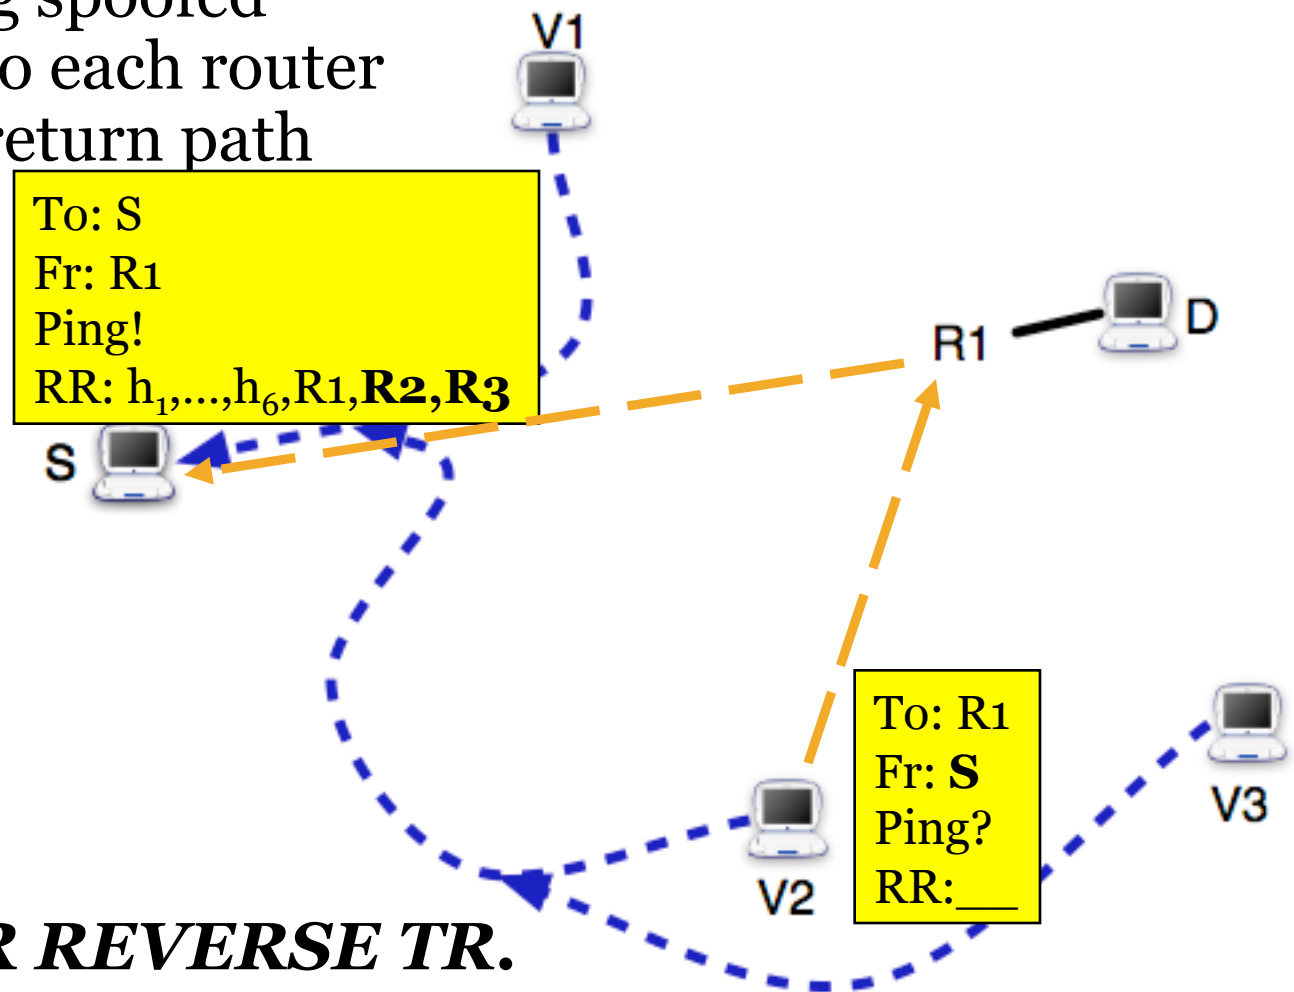 g spoofed
o each router
return path
V1
To: S
Fr: R1
Ping!
RR: h₁,...,h₆,R1,R2,R3
D
R1
S
To: R1
Fr: S
Ping?
RR:___
V3
V2
R REVERSE TR.